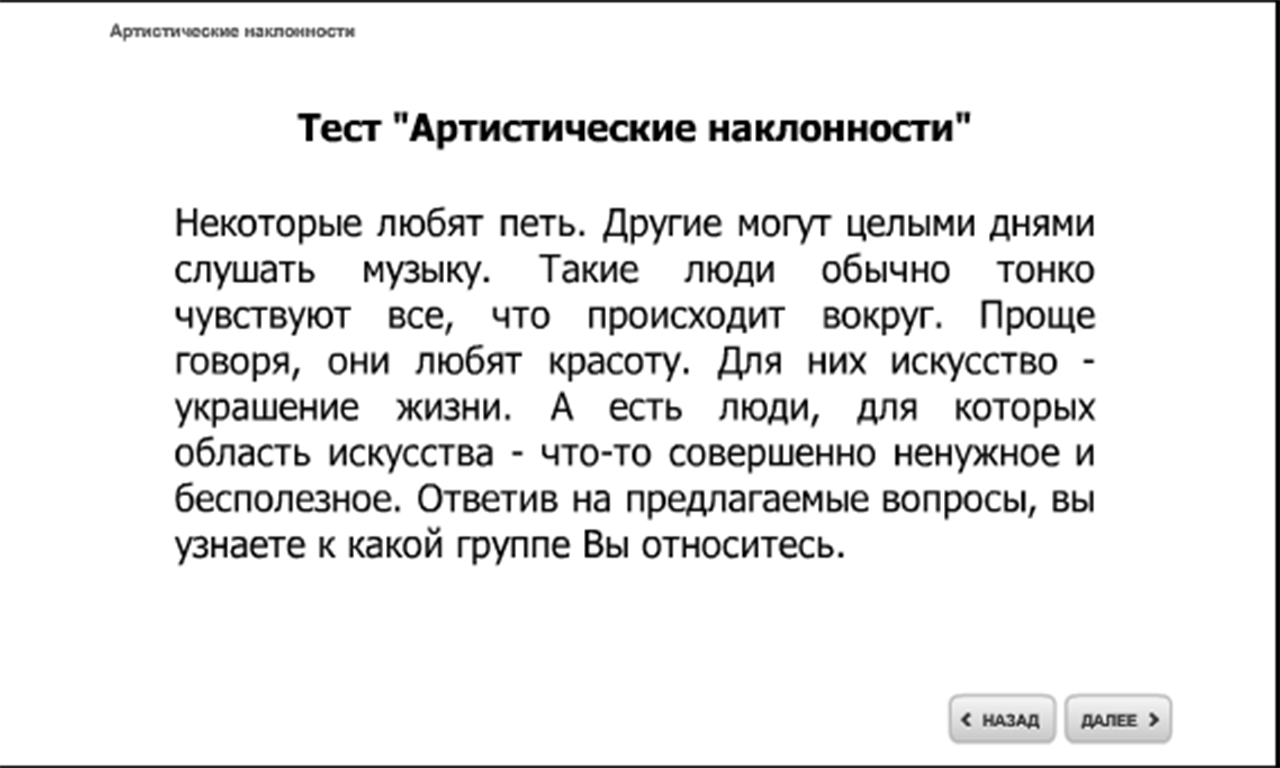 Артистические наклонности
Тест "Артистические наклонности"
Некоторые любят петь. Другие могут целыми днями
слушать музыку. Такие люди обычно тонко
чувствуют все, что происходит вокруг. Проще
говоря, они любят красоту. Для них искусство -
украшение жизни. А есть люди, для которых
область искусства - что-то совершенно ненужное и
бесполезное. Ответив на предлагаемые вопросы, вы
узнаете к какой группе Вы относитесь.
< НАЗАД ДАЛЕЕ >